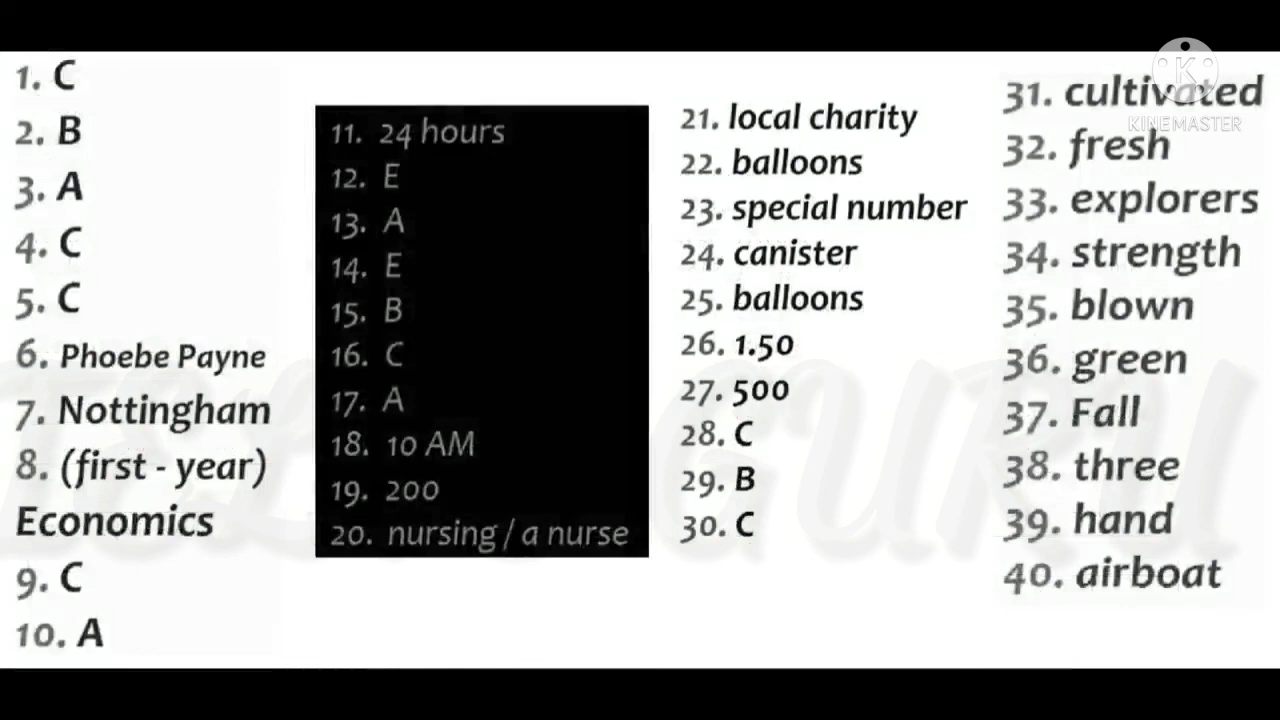 1. C
2. B
3. A
4. C
5. C
6. Phoebe Payne
7. Nottingham
8. (first - year)
Economics
9. C
10. A
11. 24 hours
12. E
13. A
14. E
15. B
16. C
17. A
18. 10 AM
19. 200
20. nursing / a nurse
21. local charity
22. balloons
23. special number
24. canister
25. balloons
26. 1.50
27. 500
28. C
29. B
30. C
31. cultivated
32. fresh
33. explorers
34. strength
35. blown
36. green
37. Fall
38. three
39. hand
40. airboat
K
KINEMASTER
GURU